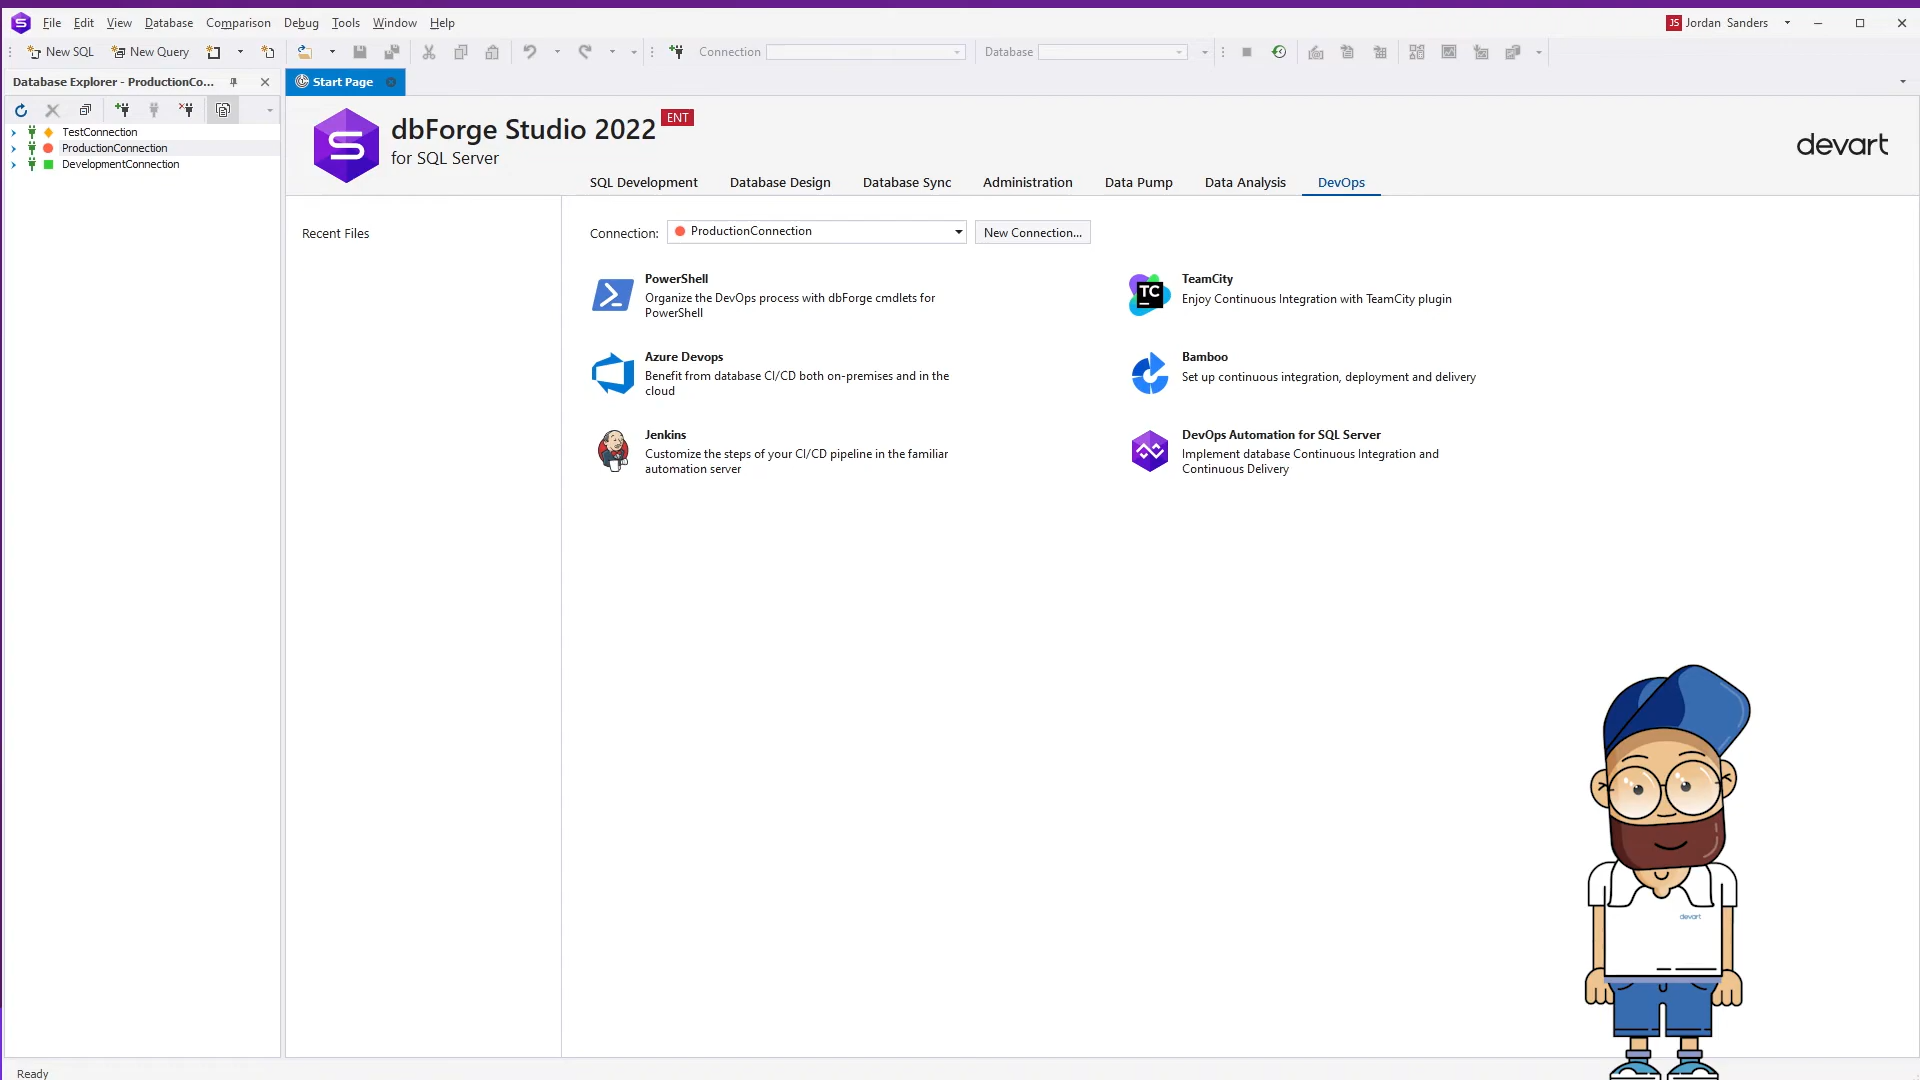 File Edit View Database Comparison Debug Tools Window Help
JS Jordan Sanders
New SQL New Query Connection Database
Database Explorer - ProductionCo...
Start Page
TestConnection
ProductionConnection
DevelopmentConnection
S
dbForge Studio 2022 ENT
for SQL Server
devart
SQL Development Database Design Database Sync Administration Data Pump Data Analysis DevOps
Recent Files
Connection: ProductionConnection New Connection...
PowerShell
Organize the DevOps process with dbForge cmdlets for
PowerShell
TC
TeamCity
Enjoy Continuous Integration with TeamCity plugin
Azure Devops
Benefit from database CI/CD both on-premises and in the
cloud
Bamboo
Set up continuous integration, deployment and delivery
Jenkins
Customize the steps of your CI/CD pipeline in the familiar
automation server
DevOps Automation for SQL Server
Implement database Continuous Integration and
Continuous Delivery
devart
Ready